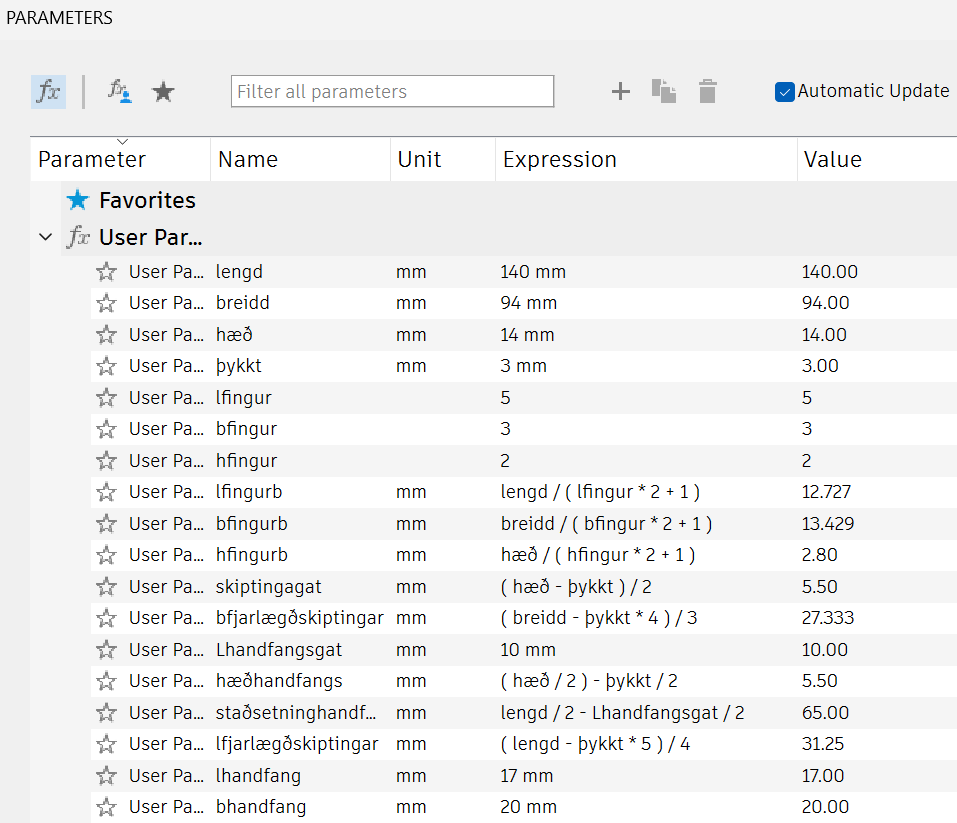 PARAMETERS
fx fx Filter all parameters + Automatic Update
Parameter Name Unit Expression Value
Favorites
fx User Par...
User Pa... lengd mm 140 mm 140.00
User Pa... breidd mm 94 mm 94.00
User Pa... hæð mm 14 mm 14.00
User Pa... þykkt mm 3 mm 3.00
User Pa... lfingur 5 5
User Pa... bfingur 3 3
User Pa... hfingur 2 2
User Pa... lfingurb mm lengd / ( lfingur * 2 + 1 ) 12.727
User Pa... bfingurb mm breidd / ( bfingur * 2 + 1 ) 13.429
User Pa... hfingurb mm hæð / ( hfingur * 2 + 1 ) 2.80
User Pa... skiptingagat mm ( hæð - þykkt ) / 2 5.50
User Pa... bfjarlægðskiptingar mm ( breidd - þykkt * 4 ) / 3 27.333
User Pa... Lhandfangsgat mm 10 mm 10.00
User Pa... hæðhandfangs mm ( hæð / 2 ) - þykkt / 2 5.50
User Pa... staðsetninghandf... mm lengd / 2 - Lhandfangsgat / 2 65.00
User Pa... lfjarlægðskiptingar mm ( lengd - þykkt * 5 ) / 4 31.25
User Pa... lhandfang mm 17 mm 17.00
User Pa... bhandfang mm 20 mm 20.00